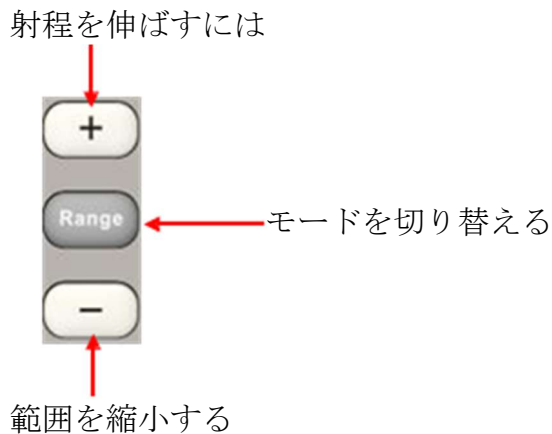 射程を伸ばすには
+
Range
モードを切り替える
−
範囲を縮小する